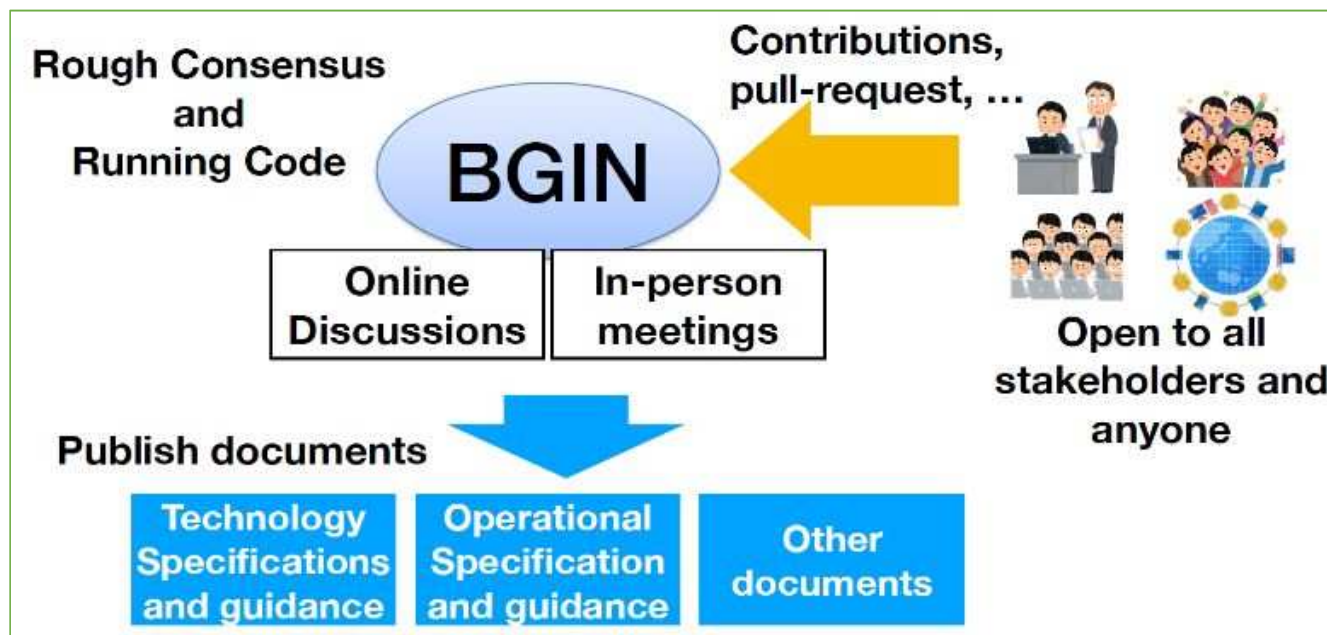 Rough Consensus
and
Running Code
BGIN
Contributions,
pull-request, ...
Online
Discussions
In-person
meetings
Open to all
stakeholders and
anyone
Publish documents
Technology
Specifications
and guidance
Operational
Specification
and guidance
Other
documents